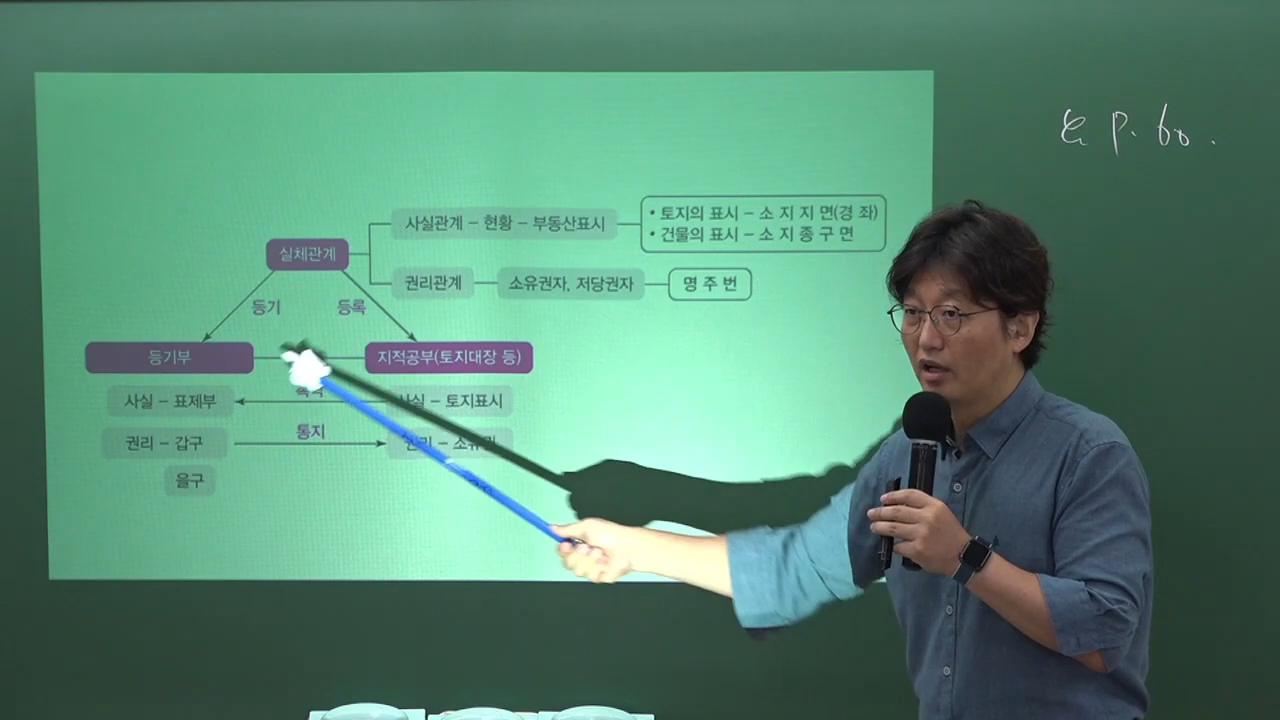 P. 60.
사실관계 – 현황 – 부동산표시
• 토지의 표시 – 소 지 지 면(경 좌)
• 건물의 표시 – 소 지 종 구 면
실체관계
권리관계
소유권자, 저당권자
명 주 번
등기
등록
등기부
지적공부(토지대장 등)
사실 – 표제부
사실 – 토지표시
통지
권리 – 갑구
을구